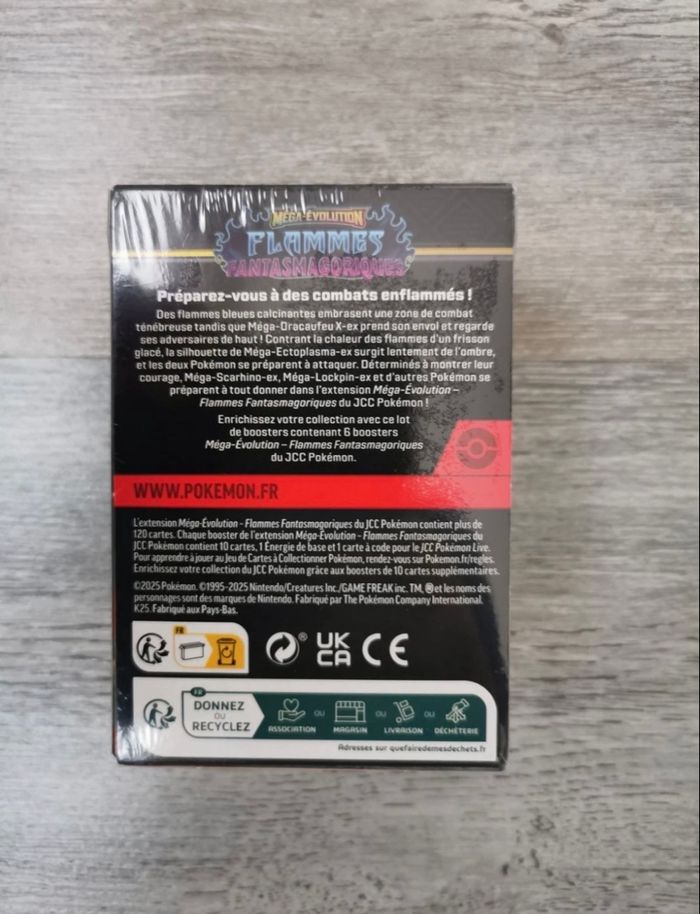 MÉGA-ÉVOLUTION
FLAMMES
FANTASMAGORIQUES
Préparez-vous à des combats enflammés !
Des flammes bleues calcinantes embrasent une zone de combat
ténébreuse tandis que Méga-Dracaufeu X-ex prend son envol et regarde
ses adversaires de haut ! Contrant la chaleur des flammes d'un frisson
glacé, la silhouette de Méga-Ectoplasma-ex surgit lentement de l'ombre,
et les deux Pokémon se préparent à attaquer. Déterminés à montrer leur
courage, Méga-Scarhino-ex, Méga-Lockpin-ex et d'autres Pokémon se
préparent à tout donner dans l'extension Méga-Évolution –
Flammes Fantasmagoriques du JCC Pokémon !
Enrichissez votre collection avec ce lot
de boosters contenant 6 boosters
Méga-Évolution – Flammes Fantasmagoriques
du JCC Pokémon.
WWW.POKEMON.FR
L'extension Méga-Évolution - Flammes Fantasmagoriques du JCC Pokémon contient plus de
120 cartes. Chaque booster de l'extension Méga-Évolution - Flammes Fantasmagoriques du
JCC Pokémon contient 10 cartes, 1 Énergie de base et 1 carte à code pour le JCC Pokémon Live.
Pour apprendre à jouer au Jeu de Cartes à Collectionner Pokémon, rendez-vous sur Pokemon.fr/regles.
Enrichissez votre collection du JCC Pokémon grâce aux boosters de 10 cartes supplémentaires.
©2025 Pokémon. ©1995-2025 Nintendo/Creatures Inc./GAME FREAK inc. TM, ® et les noms des
personnages sont des marques de Nintendo. Fabriqué par The Pokémon Company International.
K25. Fabriqué aux Pays-Bas.
FR
® UK CA CE
FR
DONNEZ
OU
RECYCLEZ
ASSOCIATION OU MAGASIN OU LIVRAISON OU DÉCHÈTERIE
Adresses sur quefairedemesdechets.fr